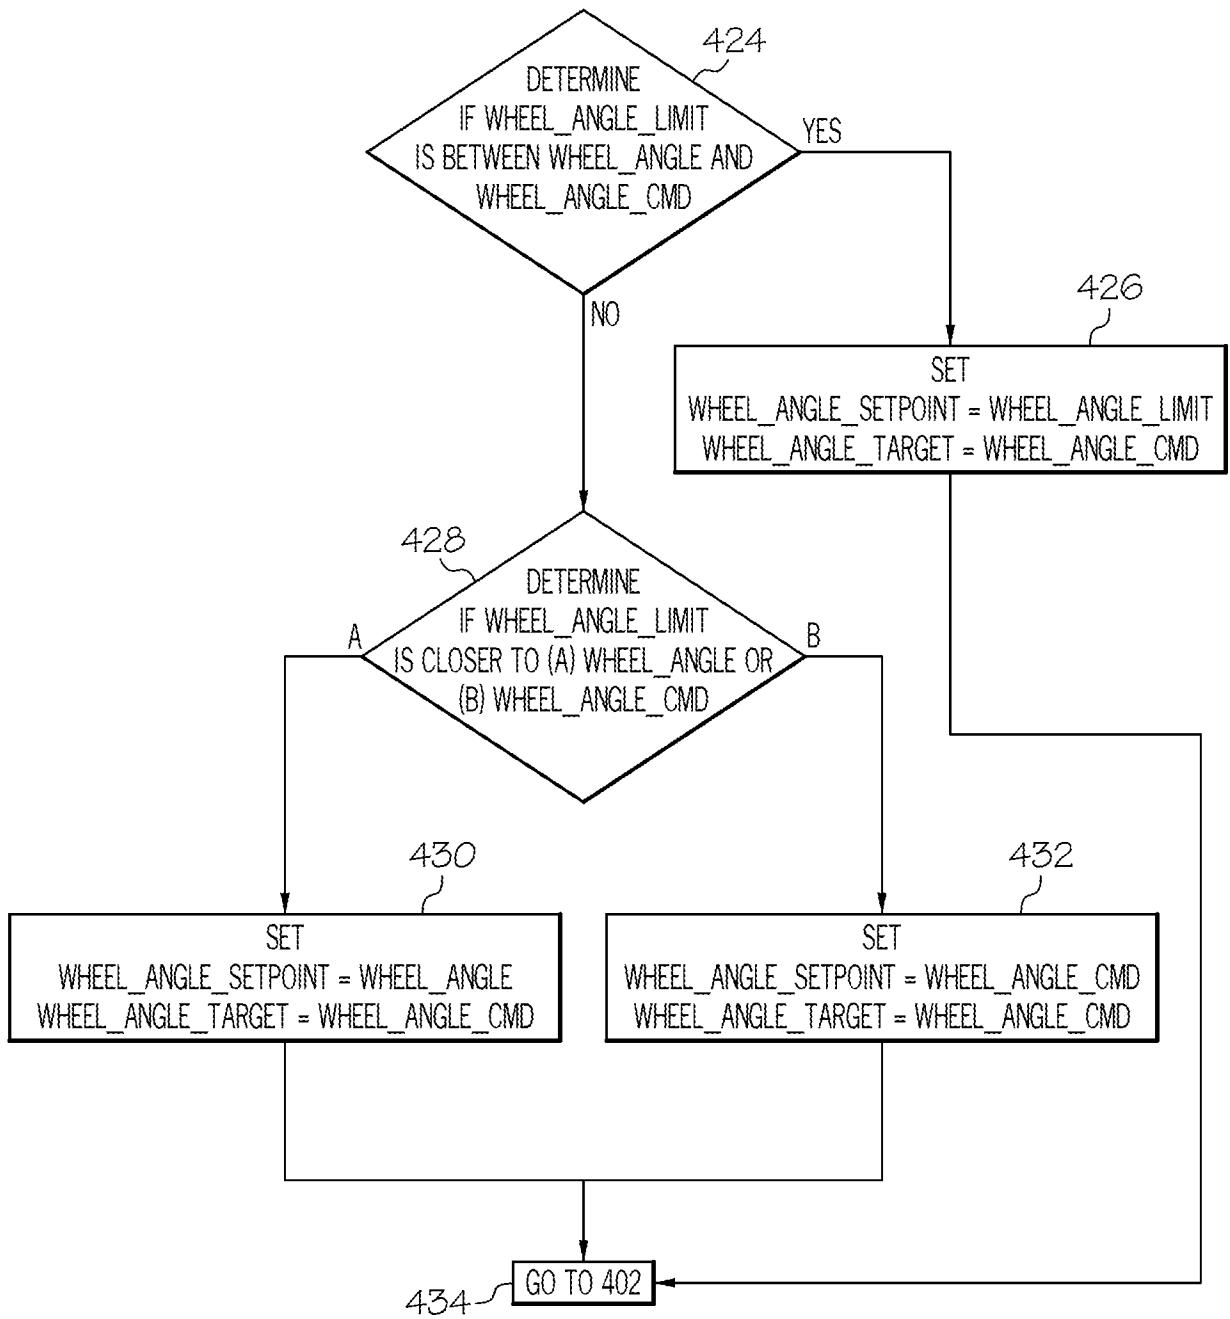 424
DETERMINE
IF WHEEL_ANGLE_LIMIT
IS BETWEEN WHEEL_ANGLE AND
WHEEL_ANGLE_CMD
YES
NO
426
SET
WHEEL_ANGLE_SETPOINT = WHEEL_ANGLE_LIMIT
WHEEL_ANGLE_TARGET = WHEEL_ANGLE_CMD
428
DETERMINE
IF WHEEL_ANGLE_LIMIT
IS CLOSER TO (A) WHEEL_ANGLE OR
(B) WHEEL_ANGLE_CMD
A
B
430
SET
WHEEL_ANGLE_SETPOINT = WHEEL_ANGLE
WHEEL_ANGLE_TARGET = WHEEL_ANGLE_CMD
432
SET
WHEEL_ANGLE_SETPOINT = WHEEL_ANGLE_CMD
WHEEL_ANGLE_TARGET = WHEEL_ANGLE_CMD
434
GO TO 402